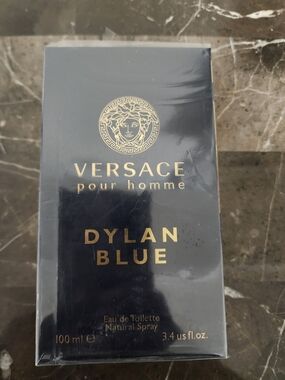 VERSACE
pour homme
DYLAN
BLUE
Eau de Toilette
Natural Spray
100 ml ℮ 3.4 us fl.oz.